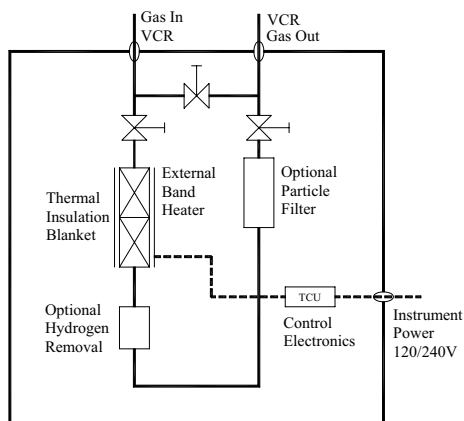 Gas In
VCR
VCR
Gas Out
Thermal
Insulation
Blanket
External
Band
Heater
Optional
Particle
Filter
TCU
Control
Electronics
Instrument
Power
120/240V
Optional
Hydrogen
Removal